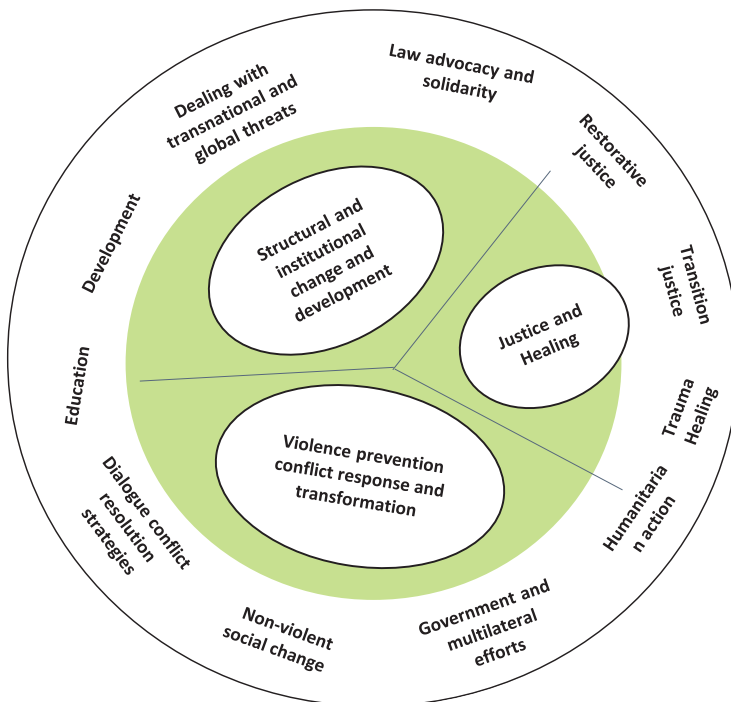 Law advocacy and
solidarity
Dealing with
transnational and
global threats
Restorative
justice
Development
Structural and
institutional
change and
development
Transition
justice
Justice and
Healing
Education
Trauma
Healing
Violence prevention
conflict response and
transformation
Dialogue conflict
resolution
strategies
Humanitaria
n action
Non-violent
social change
Government and
multilateral
efforts